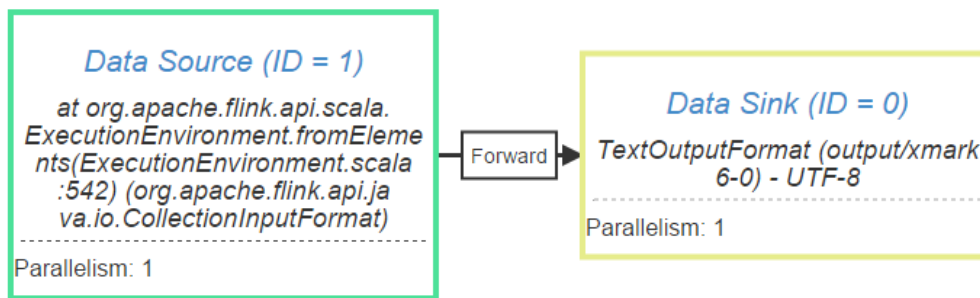 Data Source (ID = 1)
at org.apache.flink.api.scala.
ExecutionEnvironment.fromEleme
nts(ExecutionEnvironment.scala
:542) (org.apache.flink.api.ja
va.io.CollectionInputFormat)
Parallelism: 1
Forward
Data Sink (ID = 0)
TextOutputFormat (output/xmark
6-0) - UTF-8
Parallelism: 1